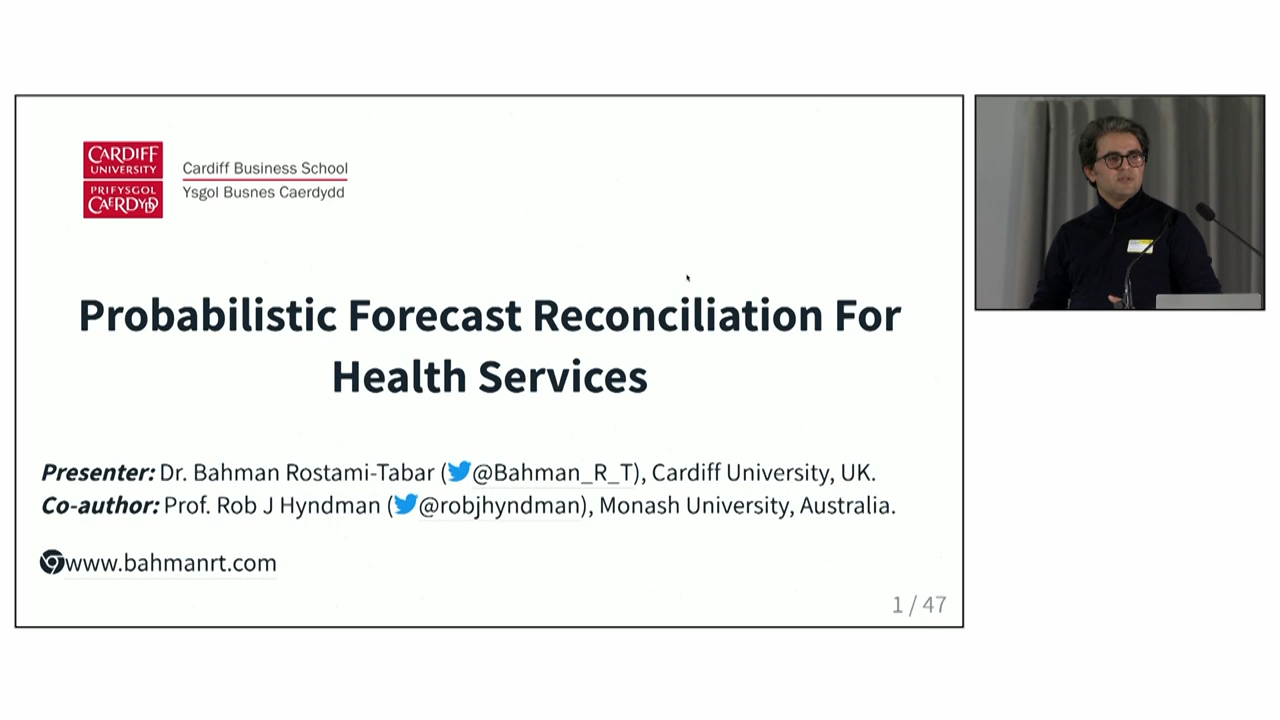 CARDIFF
UNIVERSITY
PRIFYSGOL
CAERDYDD
Cardiff Business School
Ysgol Busnes Caerdydd
Probabilistic Forecast Reconciliation For
Health Services
Presenter: Dr. Bahman Rostami-Tabar (@Bahman_R_T), Cardiff University, UK.
Co-author: Prof. Rob J Hyndman (@robjhyndman), Monash University, Australia.
www.bahmanrt.com
1 / 47